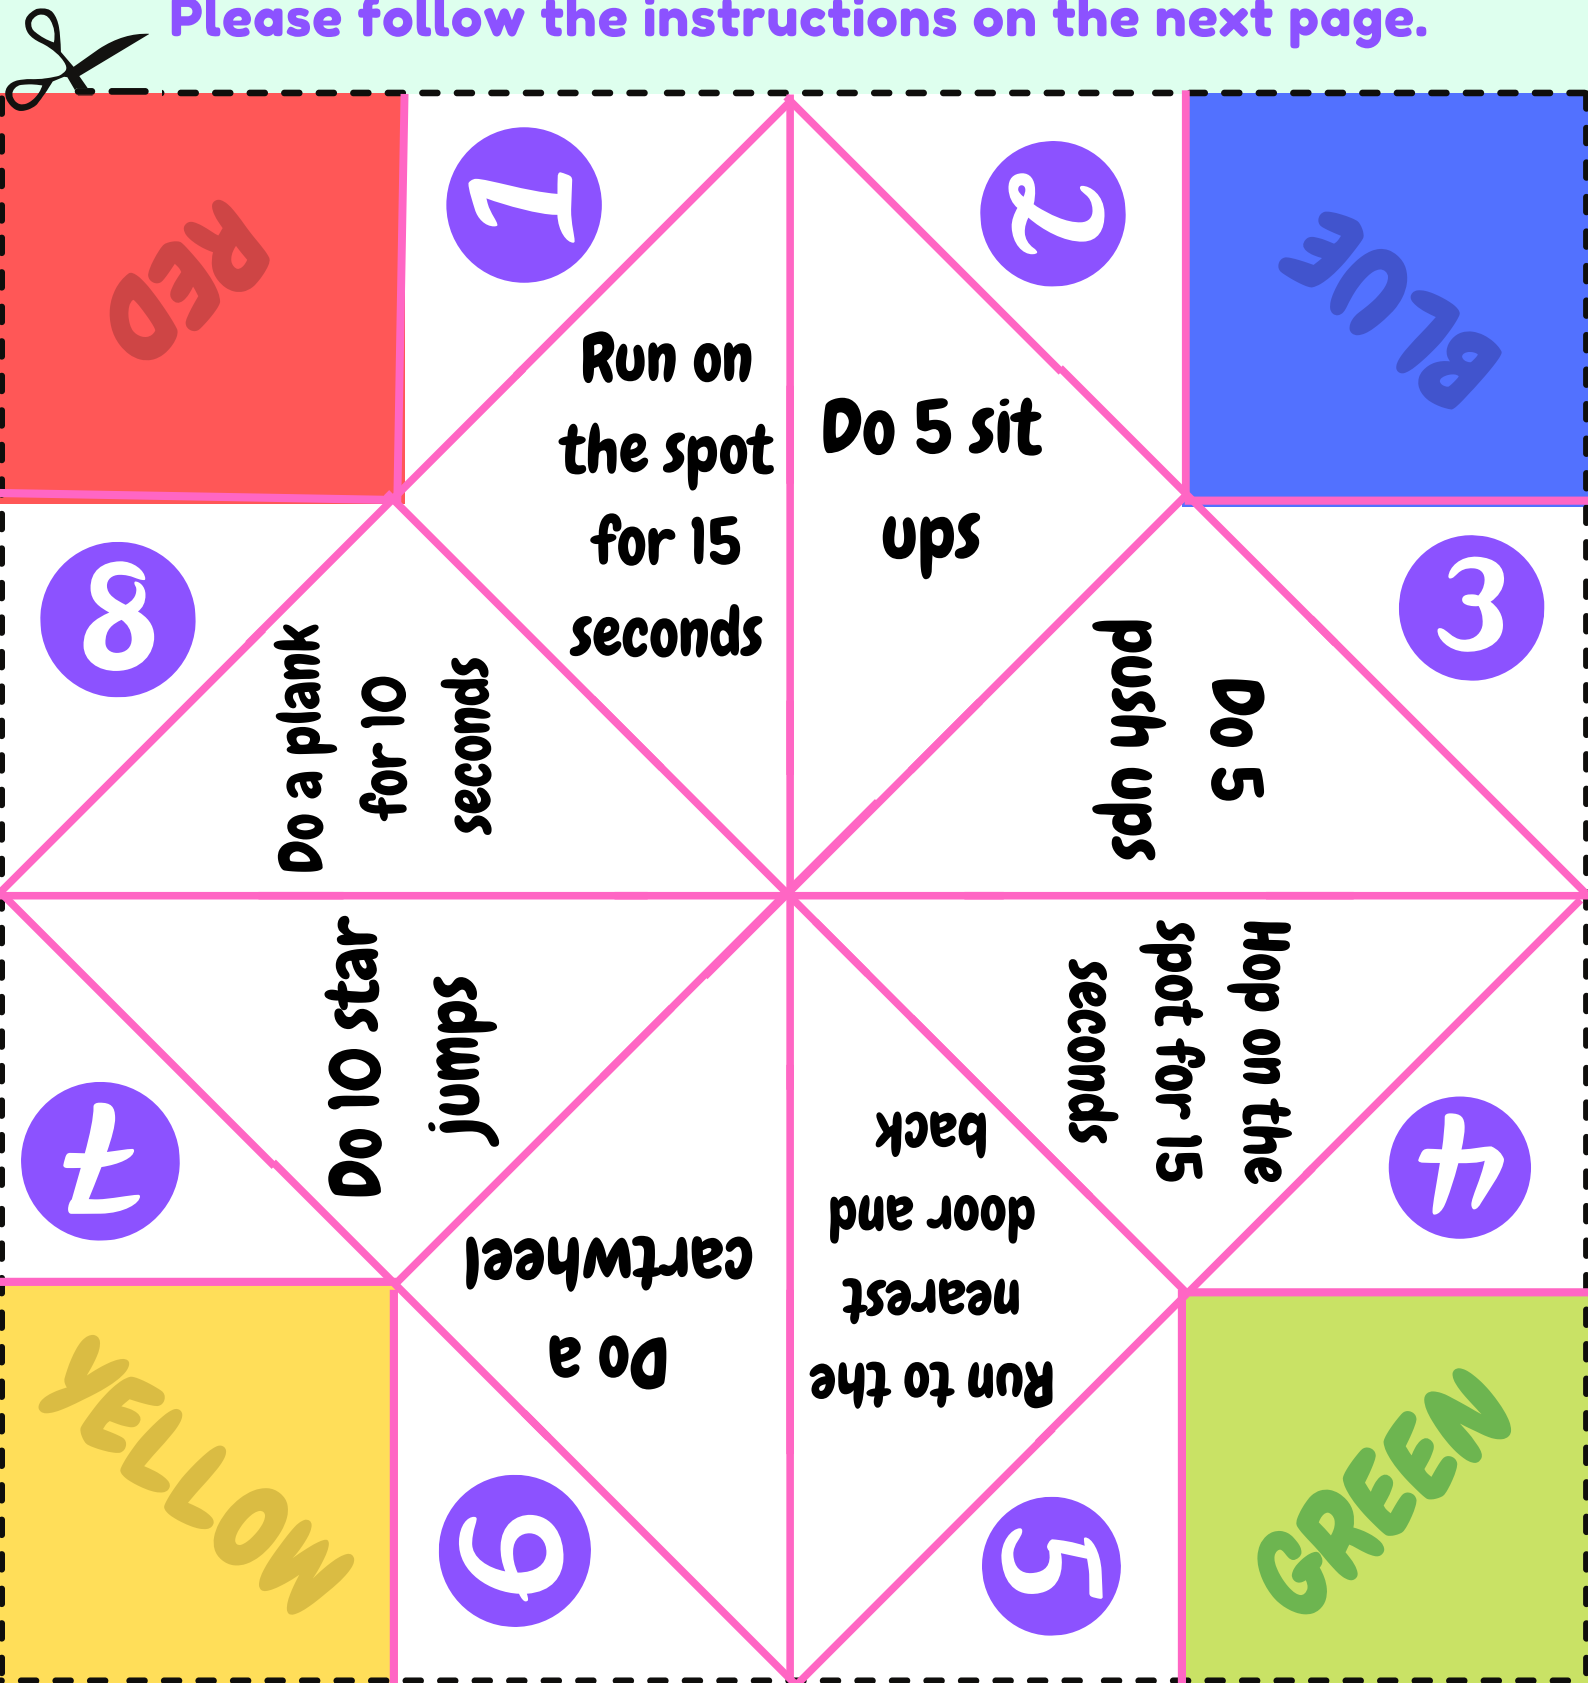 Please follow the instructions on the next page.
RED
1
2
BLUE
Run on
the spot
for 15
seconds
Do 5 sit
ups
8
3
Do a plank
for 10
seconds
Do 5
push ups
Do 10 star
jumps
Hop on the
spot for 15
seconds
7
4
Do a
cartwheel
Run to the
nearest
door and
back
YELLOW
6
5
GREEN